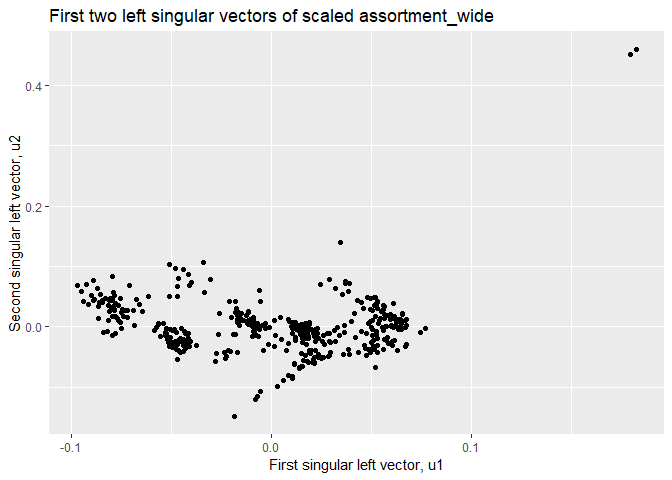 First two left singular vectors of scaled assortment_wide
Second singular left vector, u2
0.4
0.2
0.0
-0.1
0.0
0.1
First singular left vector, u1